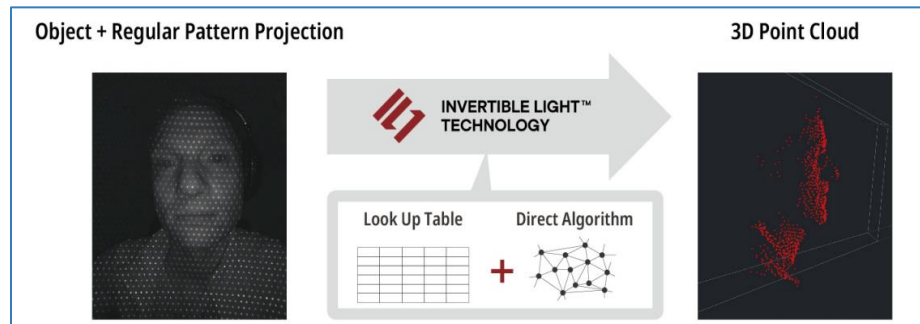 Object + Regular Pattern Projection
3D Point Cloud
INVERTIBLE LIGHT™
TECHNOLOGY
Look Up Table
Direct Algorithm
+